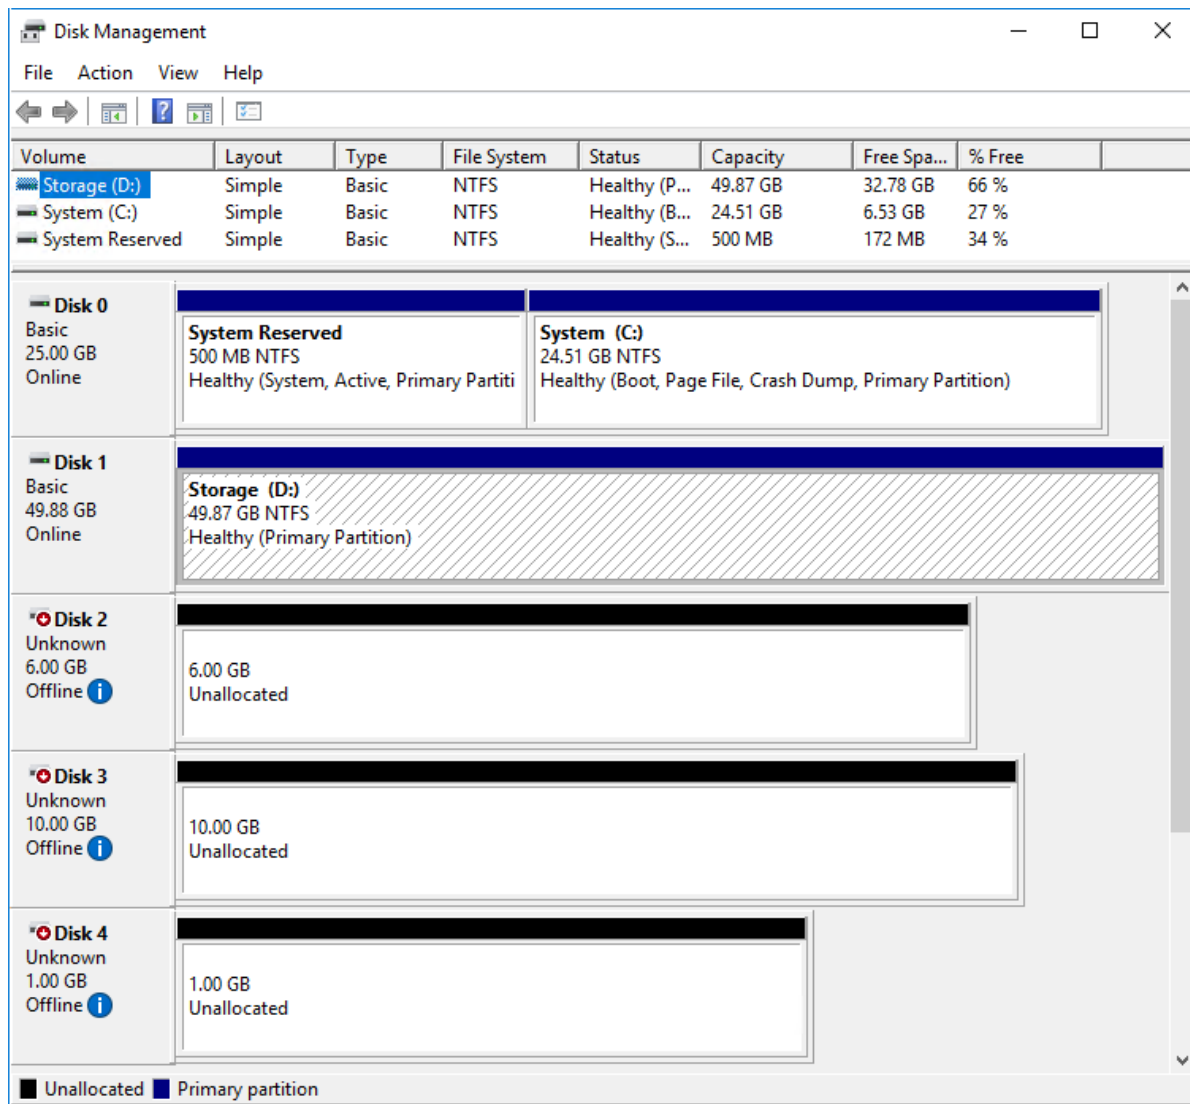 Disk Management
File Action View Help
Volume Layout Type File System Status Capacity Free Spa... % Free
Storage (D:) Simple Basic NTFS Healthy (P... 49.87 GB 32.78 GB 66 %
System (C:) Simple Basic NTFS Healthy (B... 24.51 GB 6.53 GB 27 %
System Reserved Simple Basic NTFS Healthy (S... 500 MB 172 MB 34 %
Disk 0
Basic
25.00 GB
Online
System Reserved
500 MB NTFS
Healthy (System, Active, Primary Partiti
System (C:)
24.51 GB NTFS
Healthy (Boot, Page File, Crash Dump, Primary Partition)
Disk 1
Basic
49.88 GB
Online
Storage (D:)
49.87 GB NTFS
Healthy (Primary Partition)
Disk 2
Unknown
6.00 GB
Offline
6.00 GB
Unallocated
Disk 3
Unknown
10.00 GB
Offline
10.00 GB
Unallocated
Disk 4
Unknown
1.00 GB
Offline
1.00 GB
Unallocated
Unallocated Primary partition